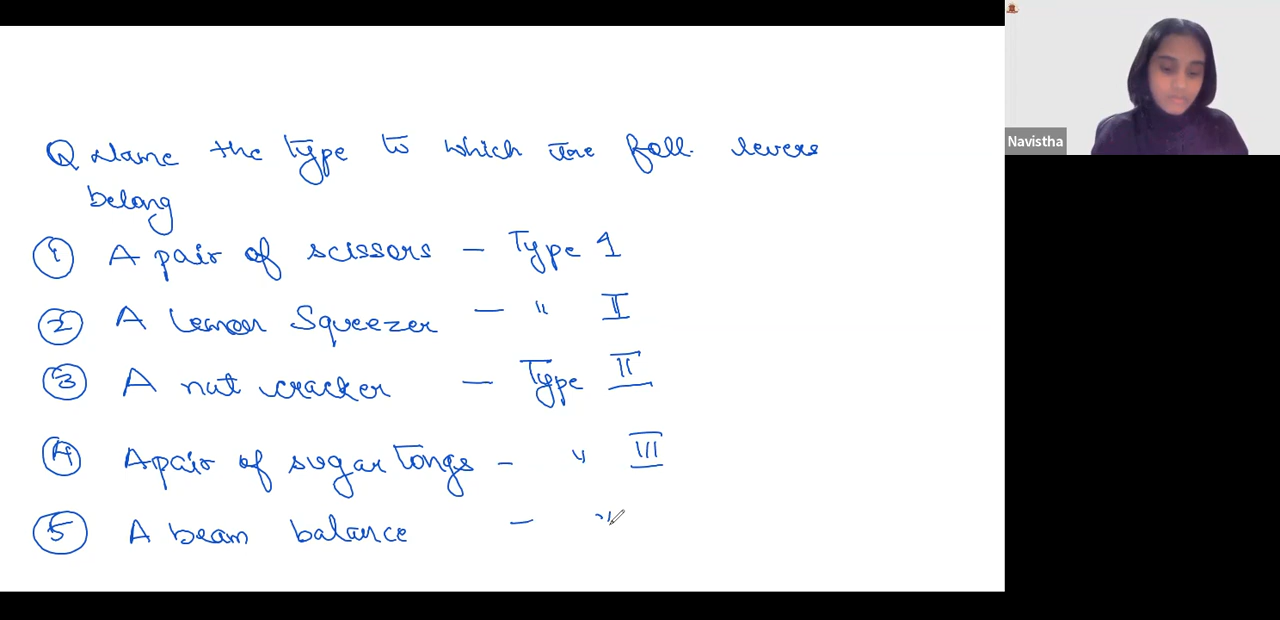 Q Name the type to which the foll. levers
belong
① A pair of scissors - Type 1
② A lemon Squeezer - " II
③ A nut cracker - Type II
④ A pair of sugar Tongs - " III
⑤ A beam balance - "
Navistha